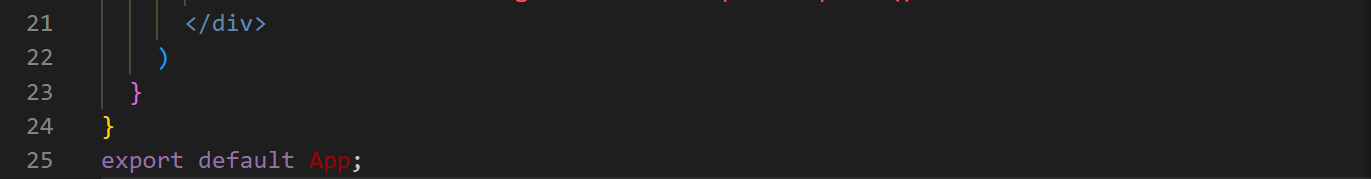 21 </div>
22 )
23 }
24 }
25 export default App;